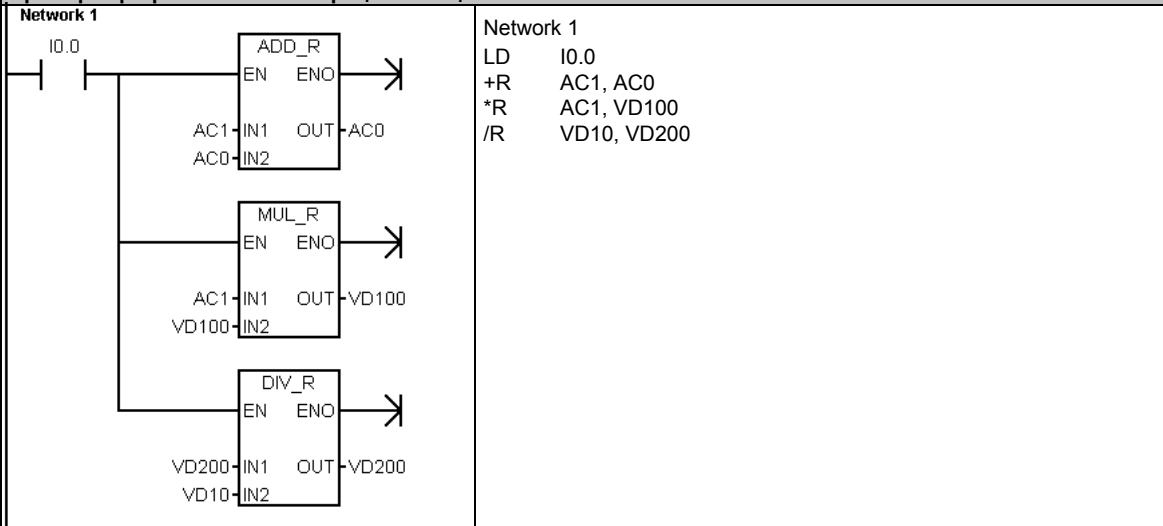 Network 1
I0.0
ADD_R
EN ENO
AC1 IN1 OUT AC0
AC0 IN2
MUL_R
EN ENO
AC1 IN1 OUT VD100
VD100 IN2
DIV_R
EN ENO
VD200 IN1 OUT VD200
VD10 IN2
Network 1
LD I0.0
+R AC1, AC0
*R AC1, VD100
/R VD10, VD200